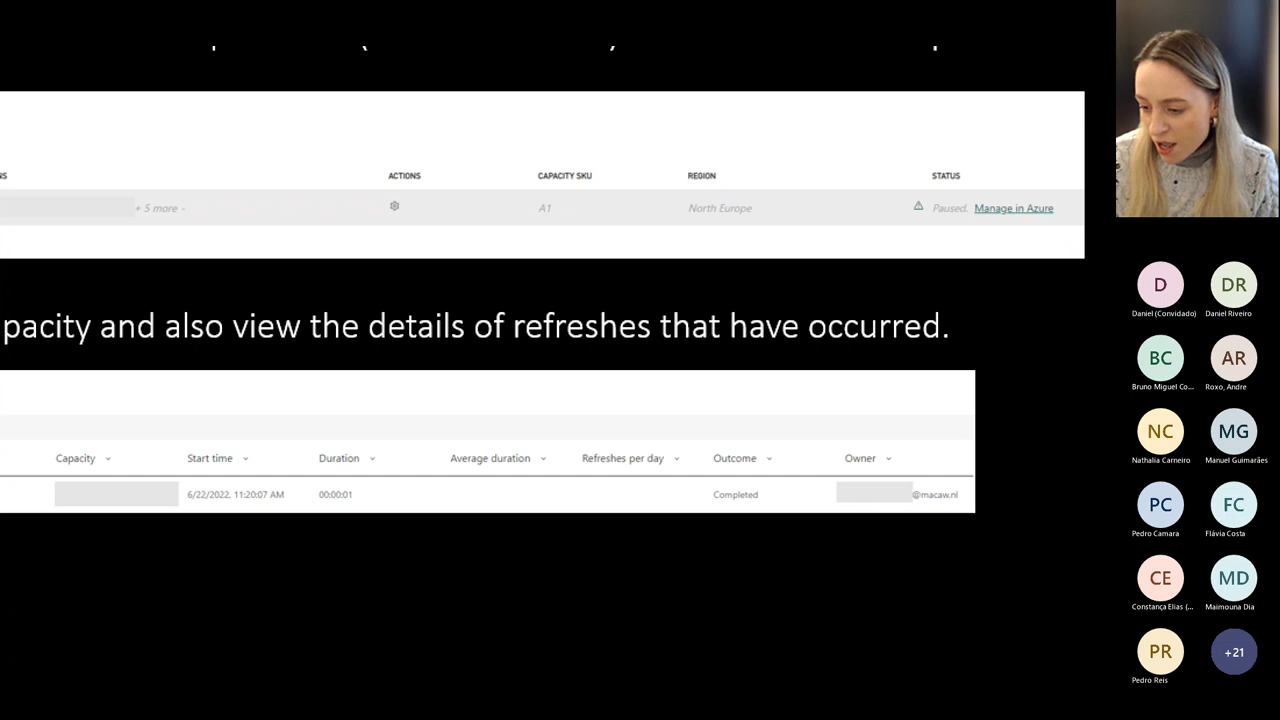 ACTIONS CAPACITY SKU REGION STATUS
+ 5 more - A1 North Europe Paused. Manage in Azure
pacity and also view the details of refreshes that have occurred.
Capacity Start time Duration Average duration Refreshes per day Outcome Owner
6/22/2022, 11:20:07 AM 00:00:01 Completed @macaw.nl
D DR
Daniel (Convidado) Daniel Riveiro
BC AR
Bruno Miguel Co... Roxo, Andre
NC MG
Nathalia Carneiro Manuel Guimarães
PC FC
Pedro Camara Flávia Costa
CE MD
Constança Elias (... Maimouna Dia
PR +21
Pedro Reis